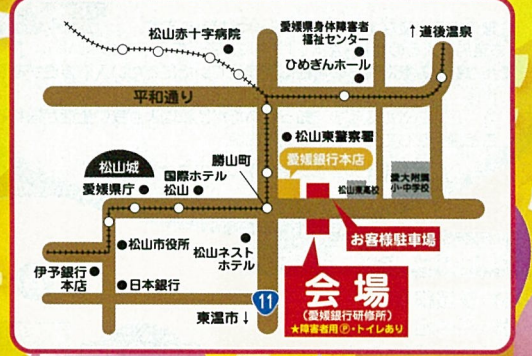 松山赤十字病院
愛媛県身体障害者
福祉センター
↑道後温泉
ひめぎんホール
平和通り
松山東警察署
愛媛銀行本店
松山城
勝山町
国際ホテル
松山
愛媛県庁
松山東高校
愛大附属
小・中学校
お客様駐車場
松山市役所
松山ネスト
ホテル
伊予銀行
本店
日本銀行
会場
(愛媛銀行研修所)
★障害者用Ⓟ・トイレあり
11
東温市↓